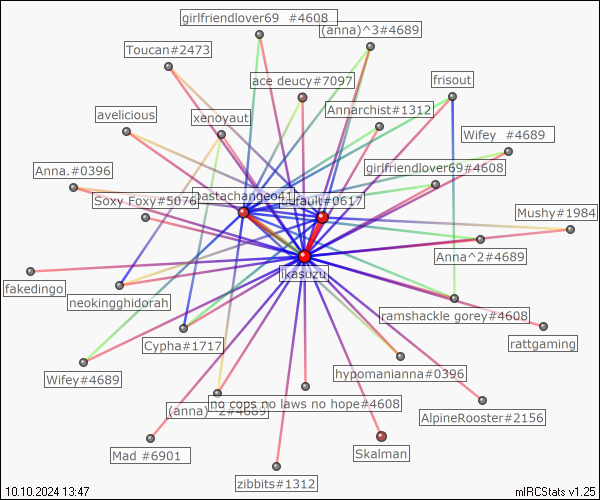 girlfriendlover69 #4608
(anna)^3#4689
Toucan#2473
ace deucy#7097
frisout
avelicious
xenoyaut
Annarchist#1312
Wifey #4689
Anna.#0396
girlfriendlover69#4608
Soxy Foxy#5076
pastachangeo41
default#0617
Mushy#1984
Anna^2#4689
ikasuzu
fakedingo
neokingghidorah
ramshackle gorey#4608
Cypha#1717
rattgaming
Wifey#4689
hypomanianna#0396
(anna)^2#4689
no cops no laws no hope#4608
AlpineRooster#2156
Mad #6901
Skalman
zibbits#1312
10.10.2024 13:47
mIRCStats v1.25